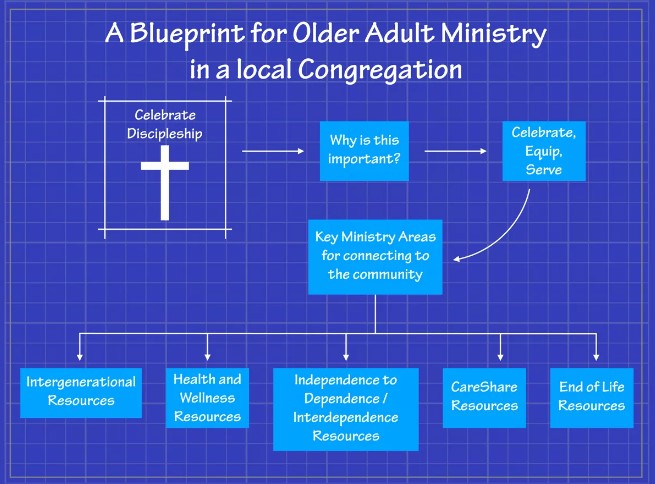 A Blueprint for Older Adult Ministry
in a local Congregation
Celebrate
Discipleship
Why is this
important?
Celebrate,
Equip,
Serve
Key Ministry Areas
for connecting to
the community
Intergenerational
Resources
Health and
Wellness
Resources
Independence to
Dependence /
Interdependence
Resources
CareShare
Resources
End of Life
Resources